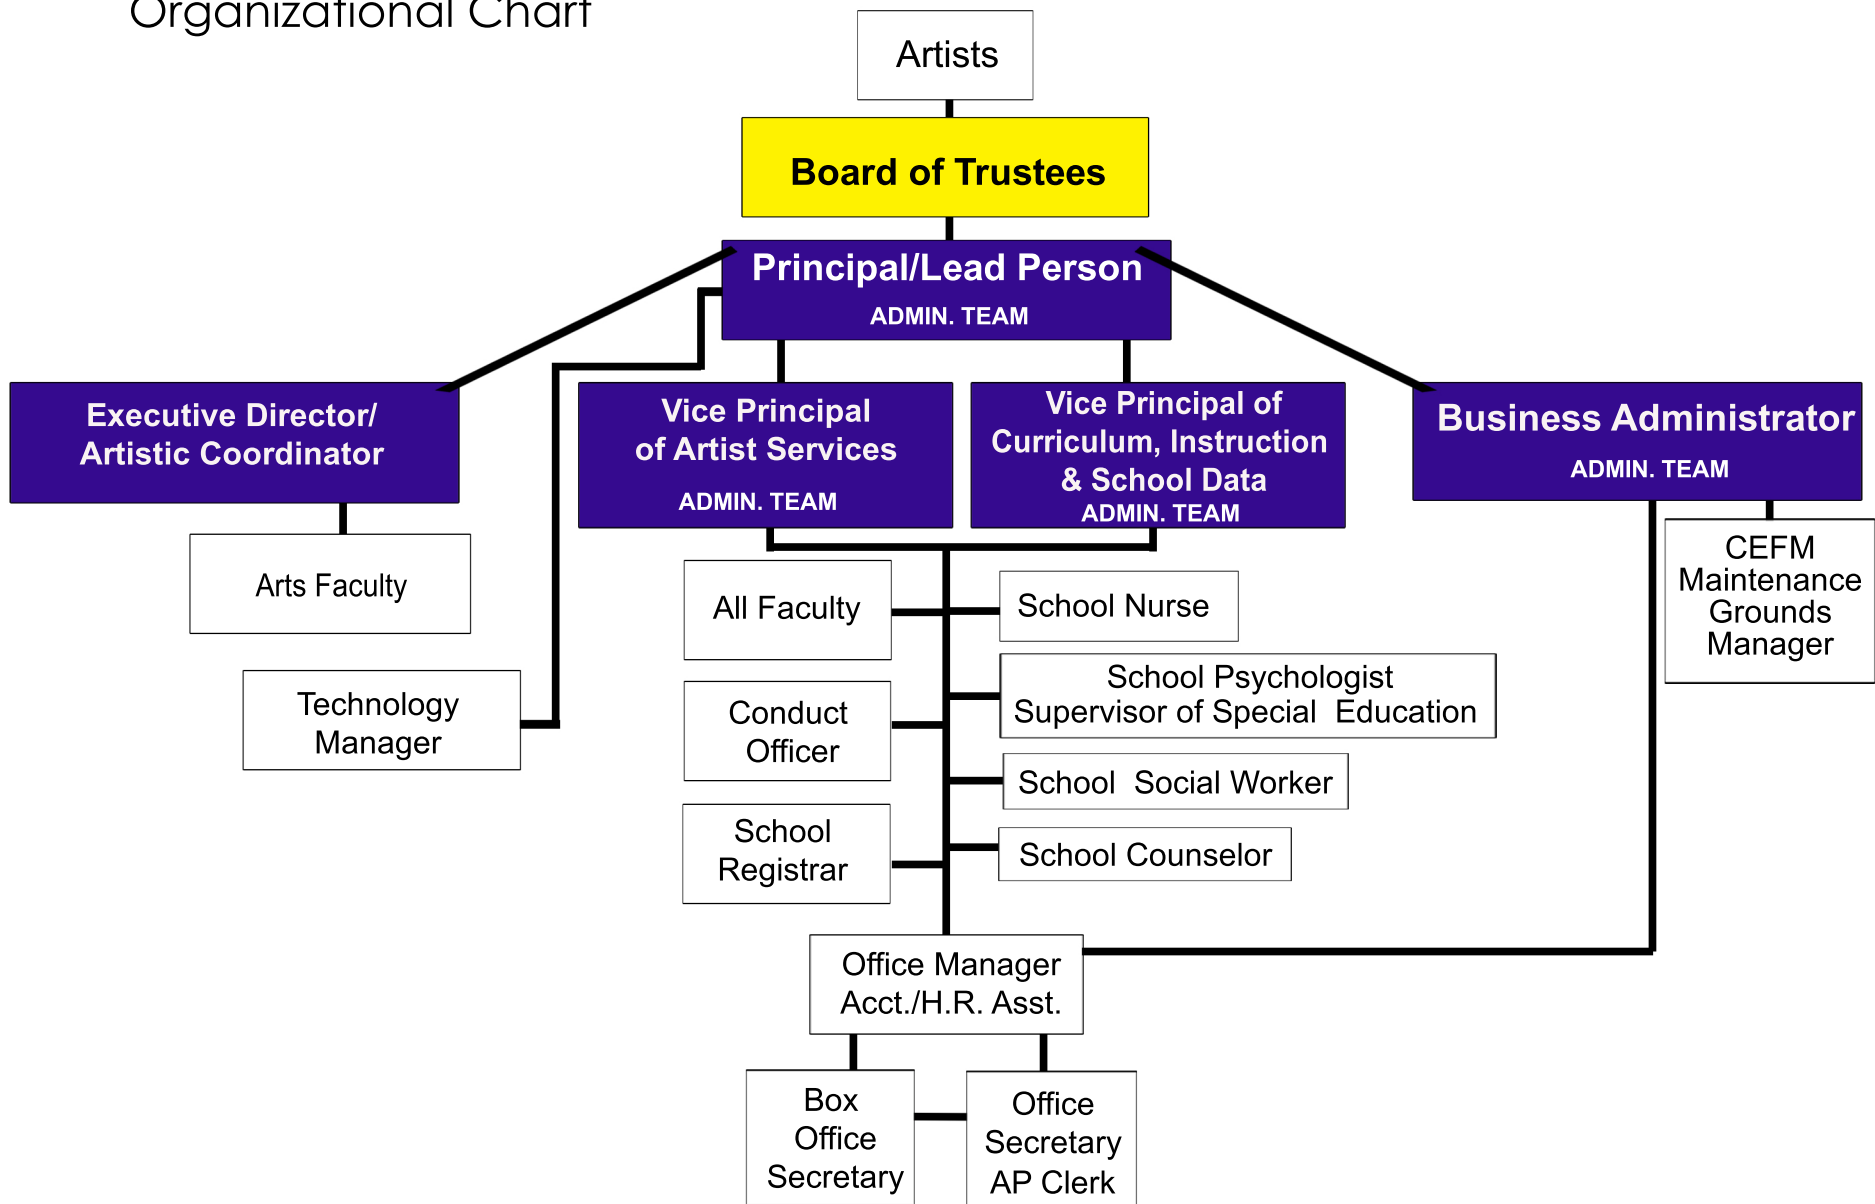 Organizational Chart
Artists
Board of Trustees
Principal/Lead Person
ADMIN. TEAM
Executive Director/
Artistic Coordinator
Vice Principal
of Artist Services
ADMIN. TEAM
Vice Principal of
Curriculum, Instruction
& School Data
ADMIN. TEAM
Business Administrator
ADMIN. TEAM
Arts Faculty
Technology
Manager
All Faculty
Conduct
Officer
School
Registrar
School Nurse
School Psychologist
Supervisor of Special Education
School Social Worker
School Counselor
CEFM
Maintenance
Grounds
Manager
Office Manager
Acct./H.R. Asst.
Box
Office
Secretary
Office
Secretary
AP Clerk